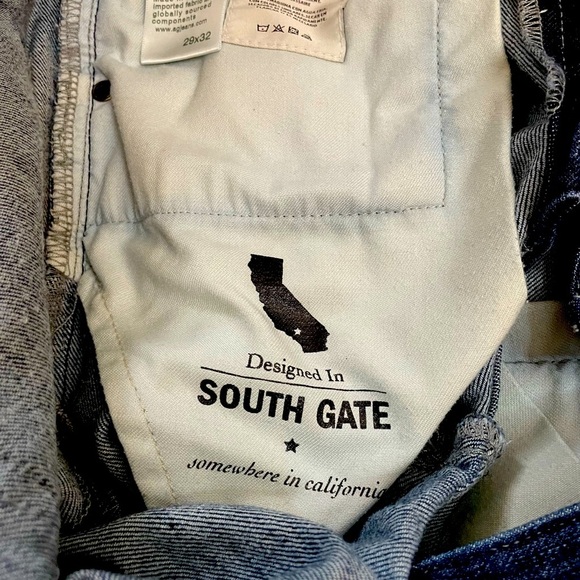 imported fabric &
globally sourced
components
www.agjeans.com
29x32
Designed In
SOUTH GATE
somewhere in california